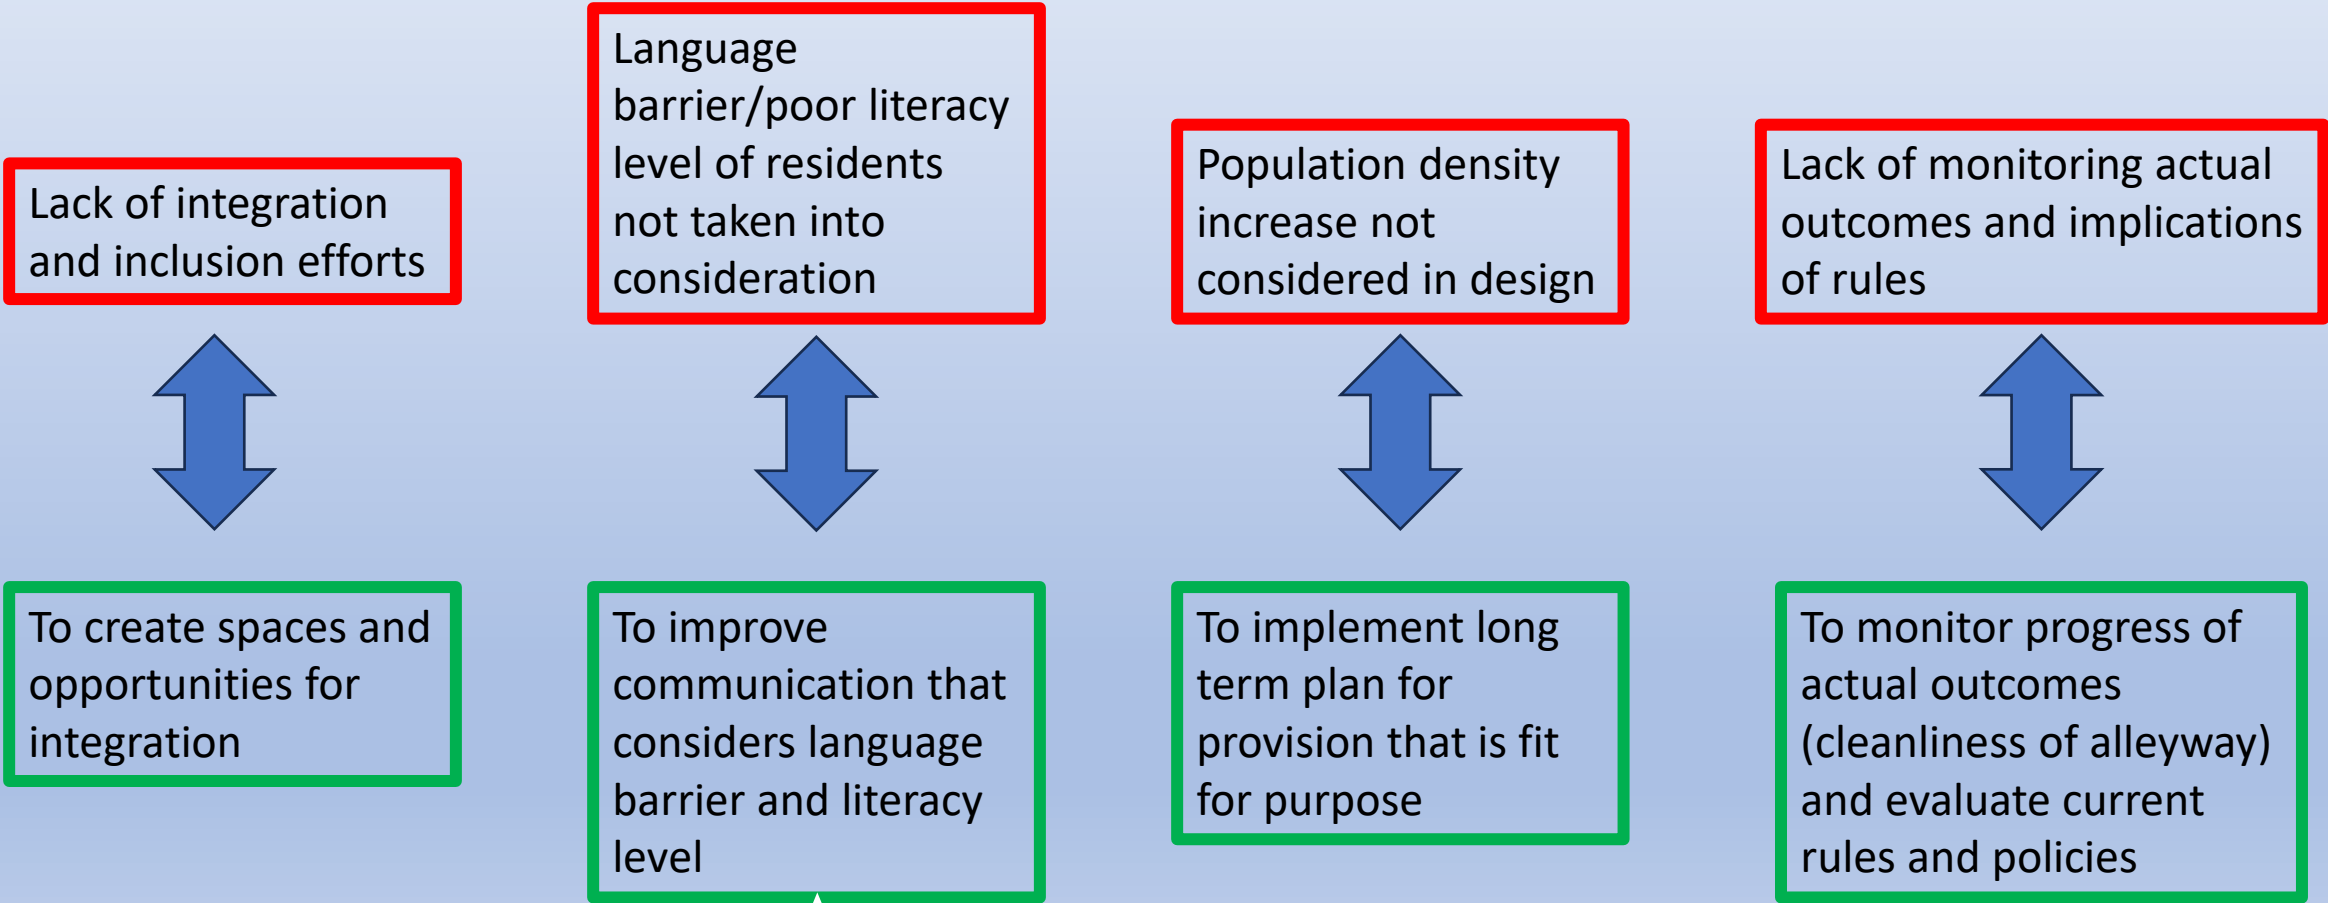 Lack of integration
and inclusion efforts
Language
barrier/poor literacy
level of residents
not taken into
consideration
Population density
increase not
considered in design
Lack of monitoring actual
outcomes and implications
of rules
To create spaces and
opportunities for
integration
To improve
communication that
considers language
barrier and literacy
level
To implement long
term plan for
provision that is fit
for purpose
To monitor progress of
actual outcomes
(cleanliness of alleyway)
and evaluate current
rules and policies